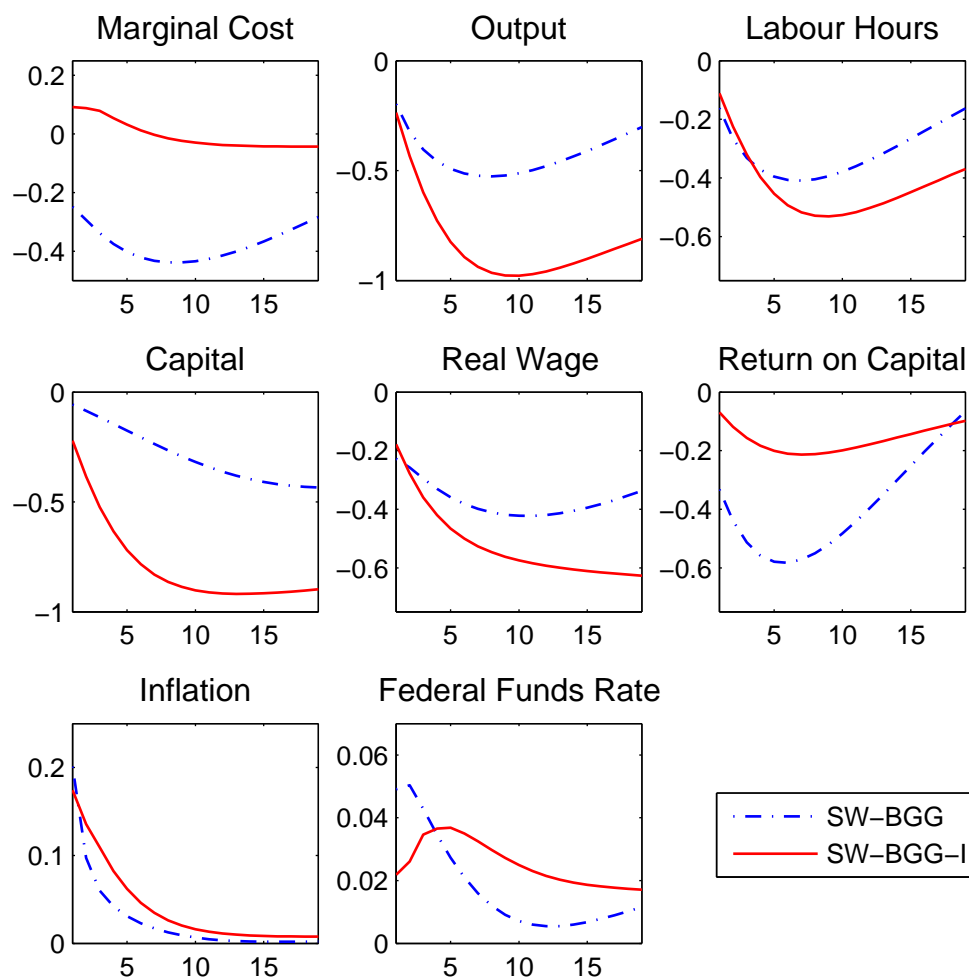 Marginal Cost
0.2
0
−0.2
−0.4
5 10 15
Output
0
−0.5
−1
5 10 15
Labour Hours
0
−0.2
−0.4
−0.6
5 10 15
Capital
0
−0.5
−1
5 10 15
Real Wage
0
−0.2
−0.4
−0.6
5 10 15
Return on Capital
0
−0.2
−0.4
−0.6
5 10 15
Inflation
0.2
0.1
0
5 10 15
Federal Funds Rate
0.06
0.04
0.02
0
5 10 15
SW−BGG
SW−BGG−I